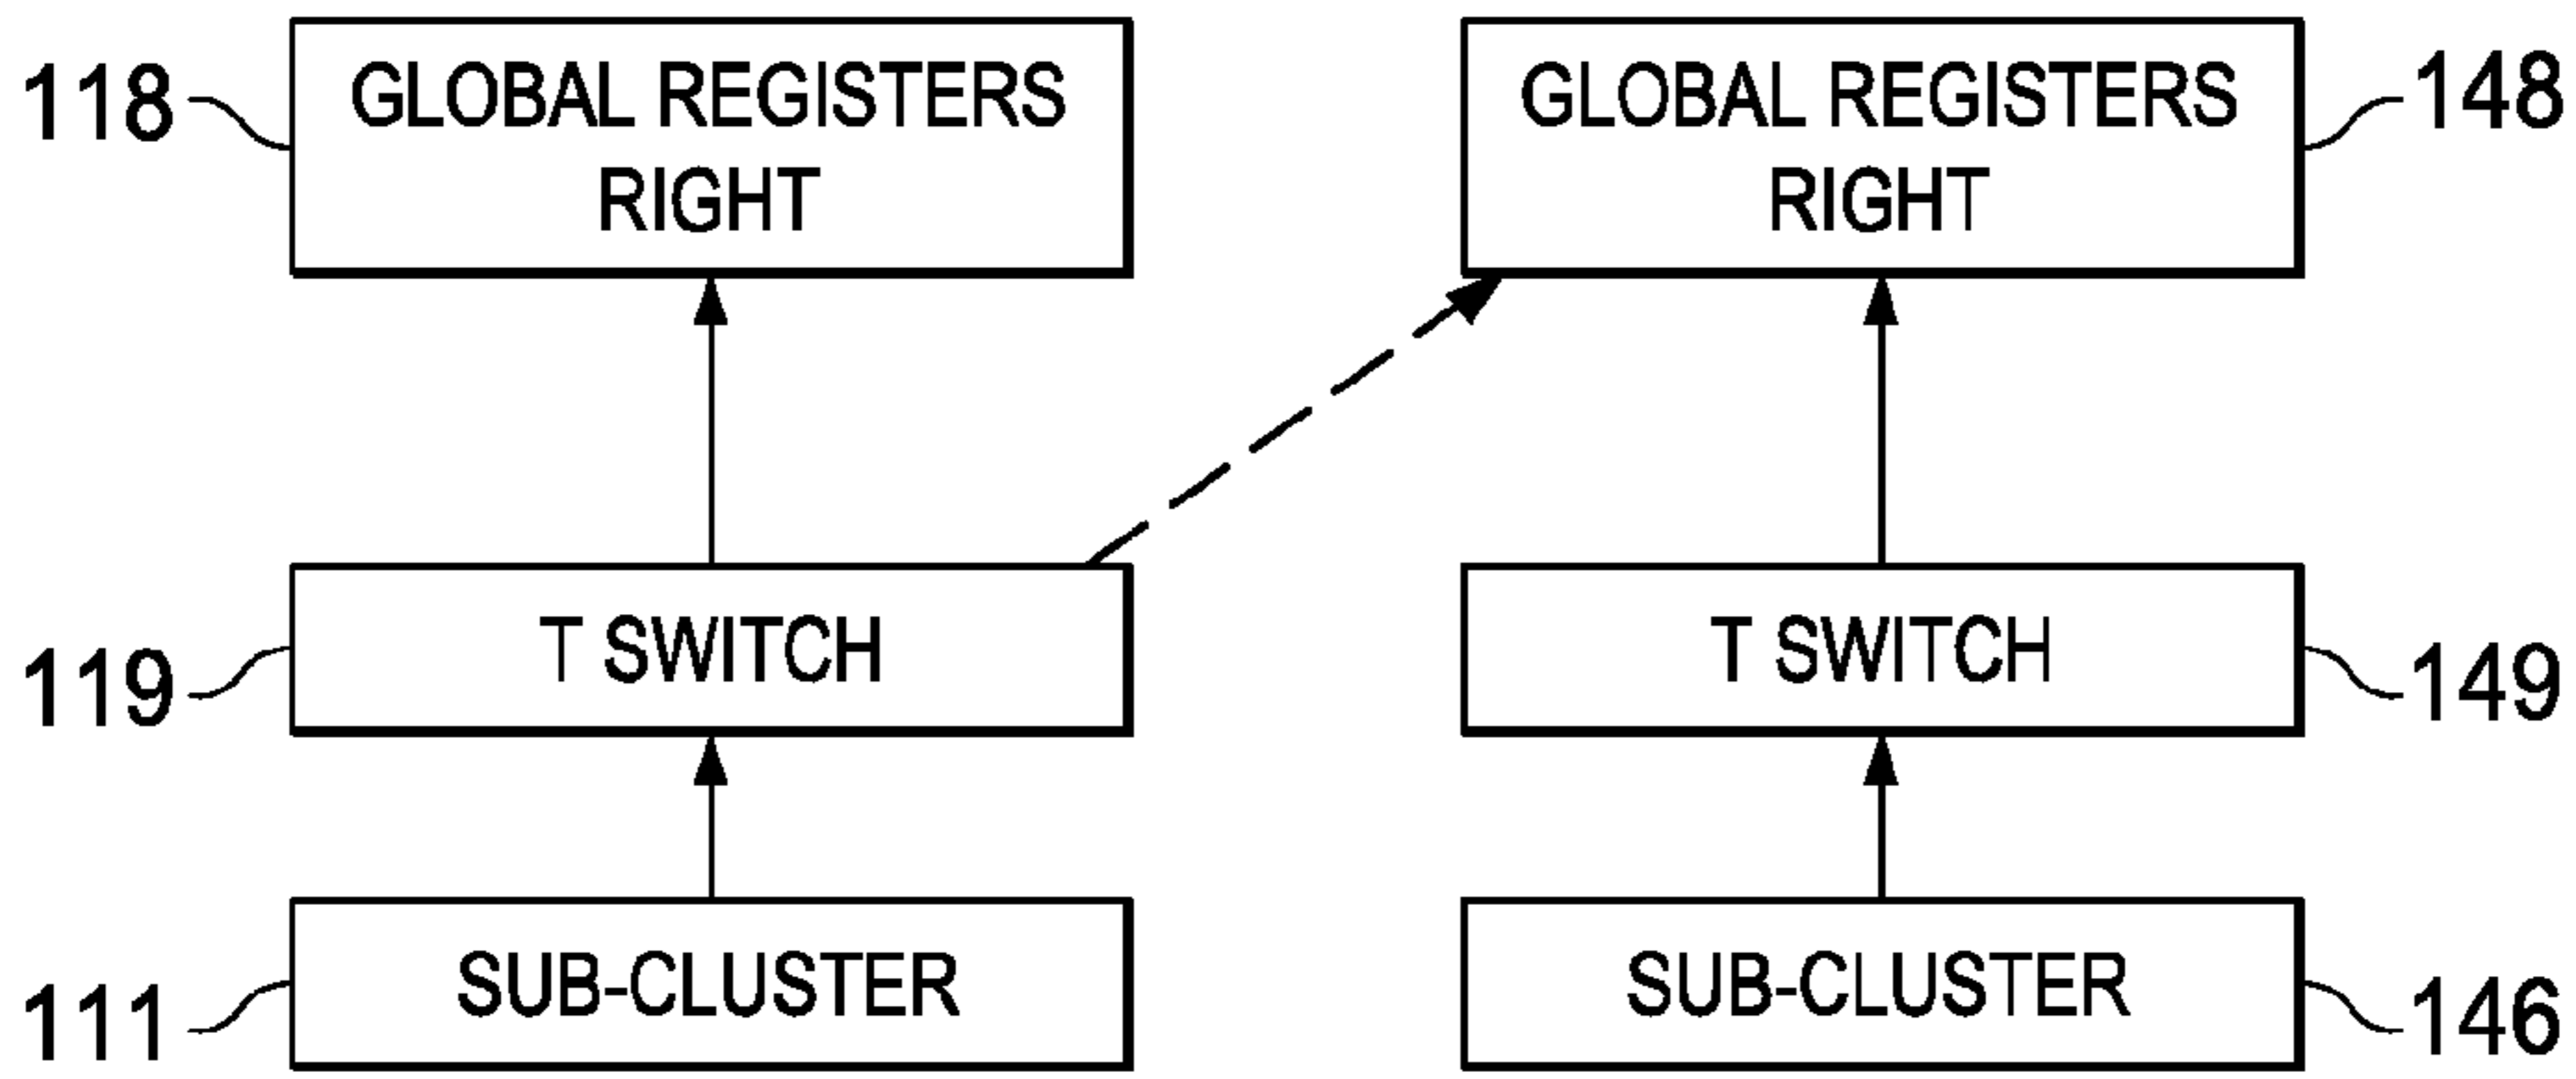 118
GLOBAL REGISTERS
RIGHT
GLOBAL REGISTERS
RIGHT
148
119
T SWITCH
T SWITCH
149
111
SUB-CLUSTER
SUB-CLUSTER
146